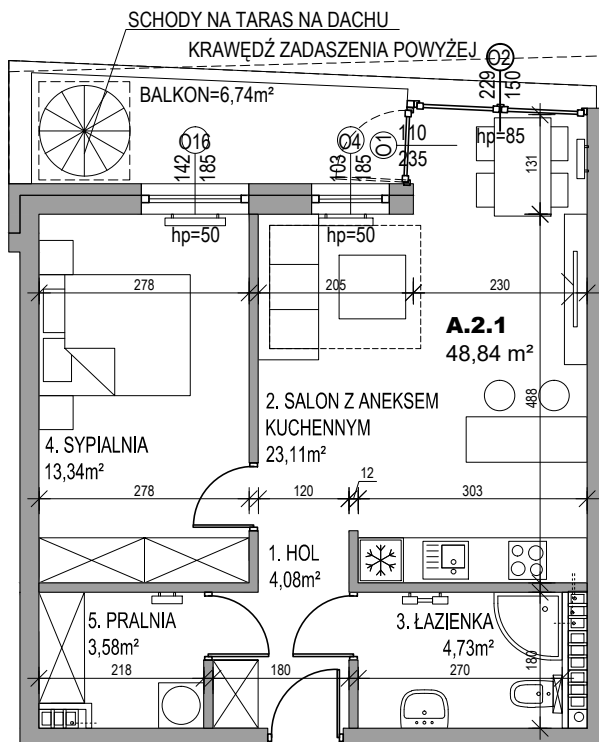 SCHODY NA TARAS NA DACHU
KRAWĘDŹ ZADASZENIA POWYŻEJ
O2
229
150
BALKON=6,74m²
O16
142
185
O4
103
185
O1
110
235
hp=85
131
hp=50
hp=50
278
205
230
A.2.1
48,84 m²
488
2. SALON Z ANEKSEM
KUCHENNYM
23,11m²
4. SYPIALNIA
13,34m²
12
278
120
303
1. HOL
4,08m²
5. PRALNIA
3,58m²
3. ŁAZIENKA
4,73m²
180
218
180
270